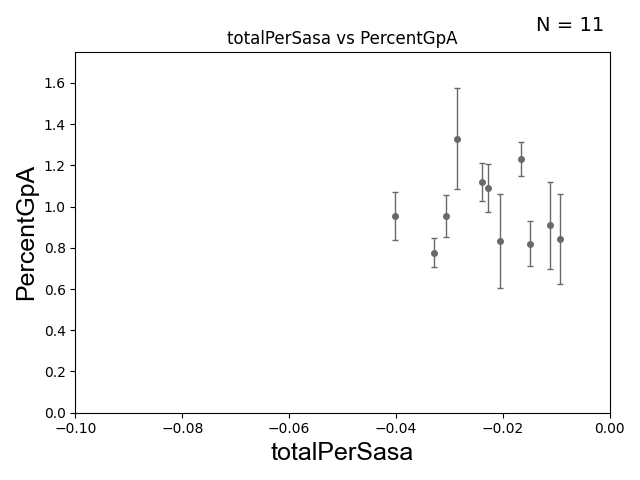 N = 11
totalPerSasa vs PercentGpA
PercentGpA
1.6
1.4
1.2
1.0
0.8
0.6
0.4
0.2
0.0
−0.10 −0.08 −0.06 −0.04 −0.02 0.00
totalPerSasa